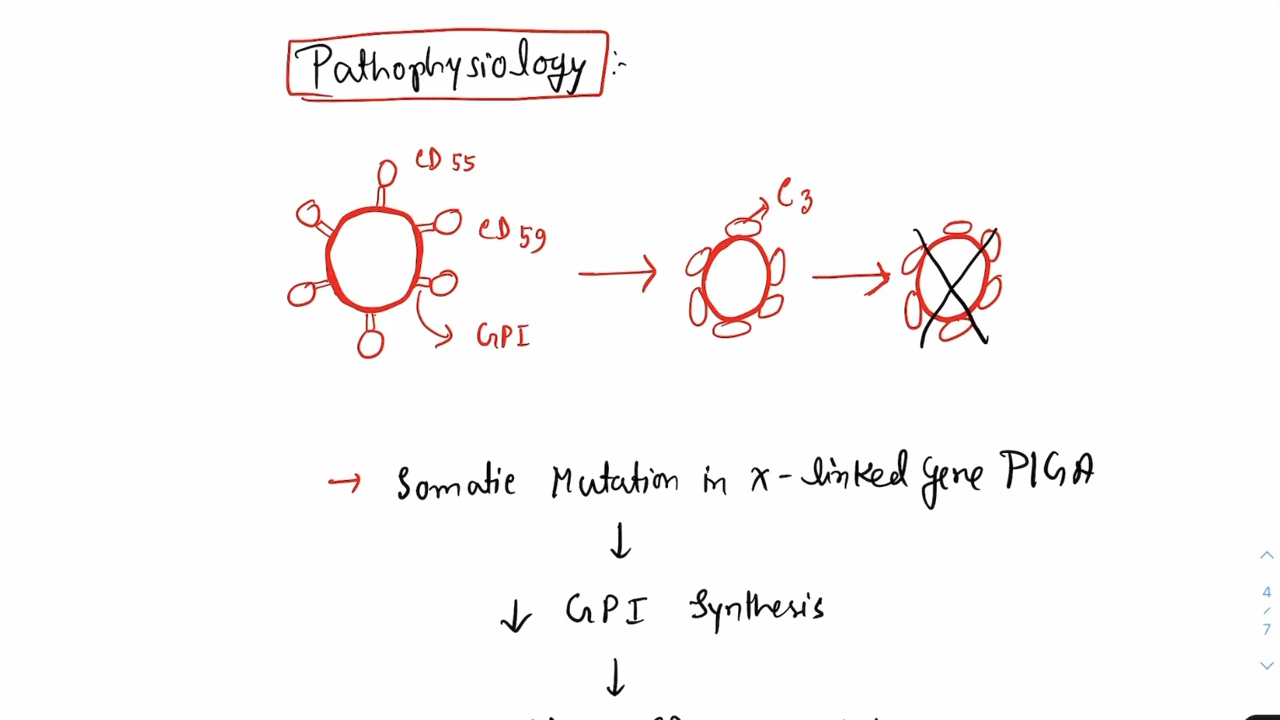 Pathophysiology :-
CD 55
CD 59
GPI
C3
→ Somatic Mutation in X-linked gene PIGA
↓
↓ GPI Synthesis
↓
4
/
7